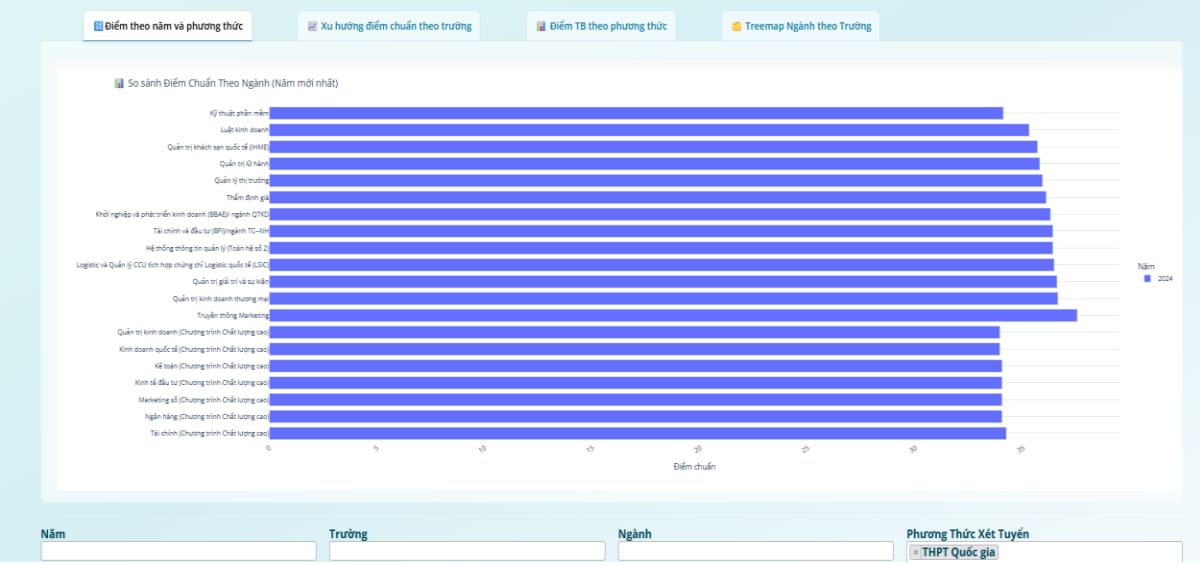 Điểm theo năm và phương thức
Xu hướng điểm chuẩn theo trường
Điểm TB theo phương thức
Treemap Ngành theo Trường
So sánh Điểm Chuẩn Theo Ngành (Năm mới nhất)
Kỹ thuật phần mềm
Luật kinh doanh
Quản trị khách sạn quốc tế (IHME)
Quản trị lữ hành
Quản lý thị trường
Thẩm định giá
Khởi nghiệp và phát triển kinh doanh (BBAE)/ ngành QTKD
Tài chính và đầu tư (BFI)/ngành TC–NH
Hệ thống thông tin quản lý (Toán hệ số 2)
Logistic và Quản lý CCU tích hợp chứng chỉ Logistic quốc tế (LSIC)
Quản trị giải trí và sự kiện
Quản trị kinh doanh thương mại
Truyền thông Marketing
Quản trị kinh doanh (Chương trình Chất lượng cao)
Kinh doanh quốc tế (Chương trình Chất lượng cao)
Kế toán (Chương trình Chất lượng cao)
Kinh tế đầu tư (Chương trình Chất lượng cao)
Marketing số (Chương trình Chất lượng cao)
Ngân hàng (Chương trình Chất lượng cao)
Tài chính (Chương trình Chất lượng cao)
0 5 10 15 20 25 30 35
Điểm chuẩn
Năm
2024
Năm
Trường
Ngành
Phương Thức Xét Tuyển
× THPT Quốc gia